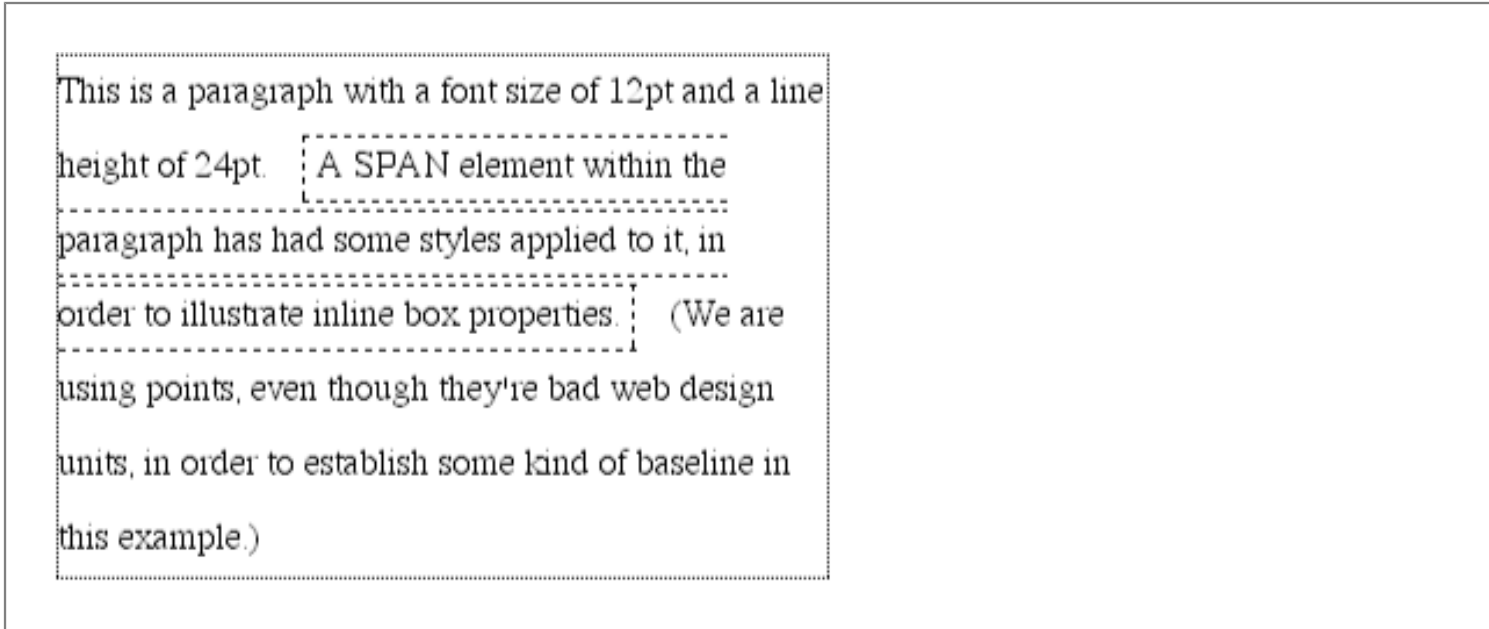 This is a paragraph with a font size of 12pt and a line
height of 24pt. A SPAN element within the
paragraph has had some styles applied to it, in
order to illustrate inline box properties. (We are
using points, even though they're bad web design
units, in order to establish some kind of baseline in
this example.)